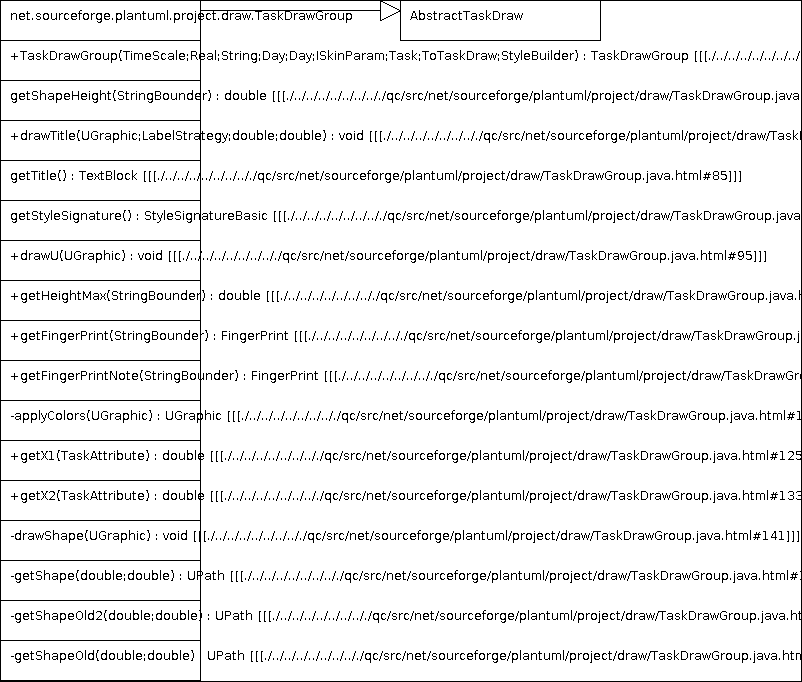 net.sourceforge.plantuml.project.draw.TaskDrawGroup
AbstractTaskDraw
+TaskDrawGroup(TimeScale;Real;String;Day;Day;ISkinParam;Task;ToTaskDraw;StyleBuilder) : TaskDrawGroup [[[./../../../../../../
getShapeHeight(StringBounder) : double [[[./../../../../../../../qc/src/net/sourceforge/plantuml/project/draw/TaskDrawGroup.java
+drawTitle(UGraphic;LabelStrategy;double;double) : void [[[./../../../../../../../qc/src/net/sourceforge/plantuml/project/draw/Task
getTitle() : TextBlock [[[./../../../../../../../qc/src/net/sourceforge/plantuml/project/draw/TaskDrawGroup.java.html#85]]]
getStyleSignature() : StyleSignatureBasic [[[./../../../../../../../qc/src/net/sourceforge/plantuml/project/draw/TaskDrawGroup.java
+drawU(UGraphic) : void [[[./../../../../../../../qc/src/net/sourceforge/plantuml/project/draw/TaskDrawGroup.java.html#95]]]
+getHeightMax(StringBounder) : double [[[./../../../../../../../qc/src/net/sourceforge/plantuml/project/draw/TaskDrawGroup.java.h
+getFingerPrint(StringBounder) : FingerPrint [[[./../../../../../../../qc/src/net/sourceforge/plantuml/project/draw/TaskDrawGroup.j
+getFingerPrintNote(StringBounder) : FingerPrint [[[./../../../../../../../qc/src/net/sourceforge/plantuml/project/draw/TaskDrawGr
-applyColors(UGraphic) : UGraphic [[[./../../../../../../../qc/src/net/sourceforge/plantuml/project/draw/TaskDrawGroup.java.html#1
+getX1(TaskAttribute) : double [[[./../../../../../../../qc/src/net/sourceforge/plantuml/project/draw/TaskDrawGroup.java.html#125
+getX2(TaskAttribute) : double [[[./../../../../../../../qc/src/net/sourceforge/plantuml/project/draw/TaskDrawGroup.java.html#133
-drawShape(UGraphic) : void [[[./../../../../../../../qc/src/net/sourceforge/plantuml/project/draw/TaskDrawGroup.java.html#141]]]
-getShape(double;double) : UPath [[[./../../../../../../../qc/src/net/sourceforge/plantuml/project/draw/TaskDrawGroup.java.html#1
-getShapeOld2(double;double) : UPath [[[./../../../../../../../qc/src/net/sourceforge/plantuml/project/draw/TaskDrawGroup.java.ht
-getShapeOld(double;double) : UPath [[[./../../../../../../../qc/src/net/sourceforge/plantuml/project/draw/TaskDrawGroup.java.htm